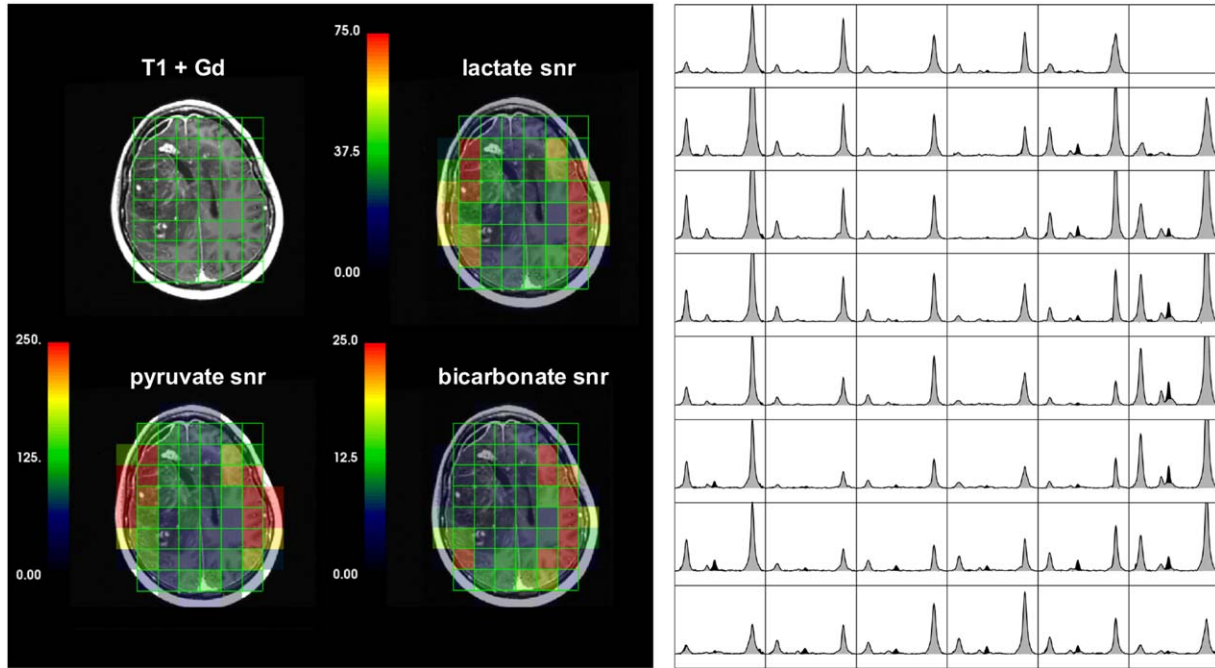 T1 + Gd
75.0
lactate snr
37.5
0.00
250.
pyruvate snr
125.
0.00
25.0
bicarbonate snr
12.5
0.00